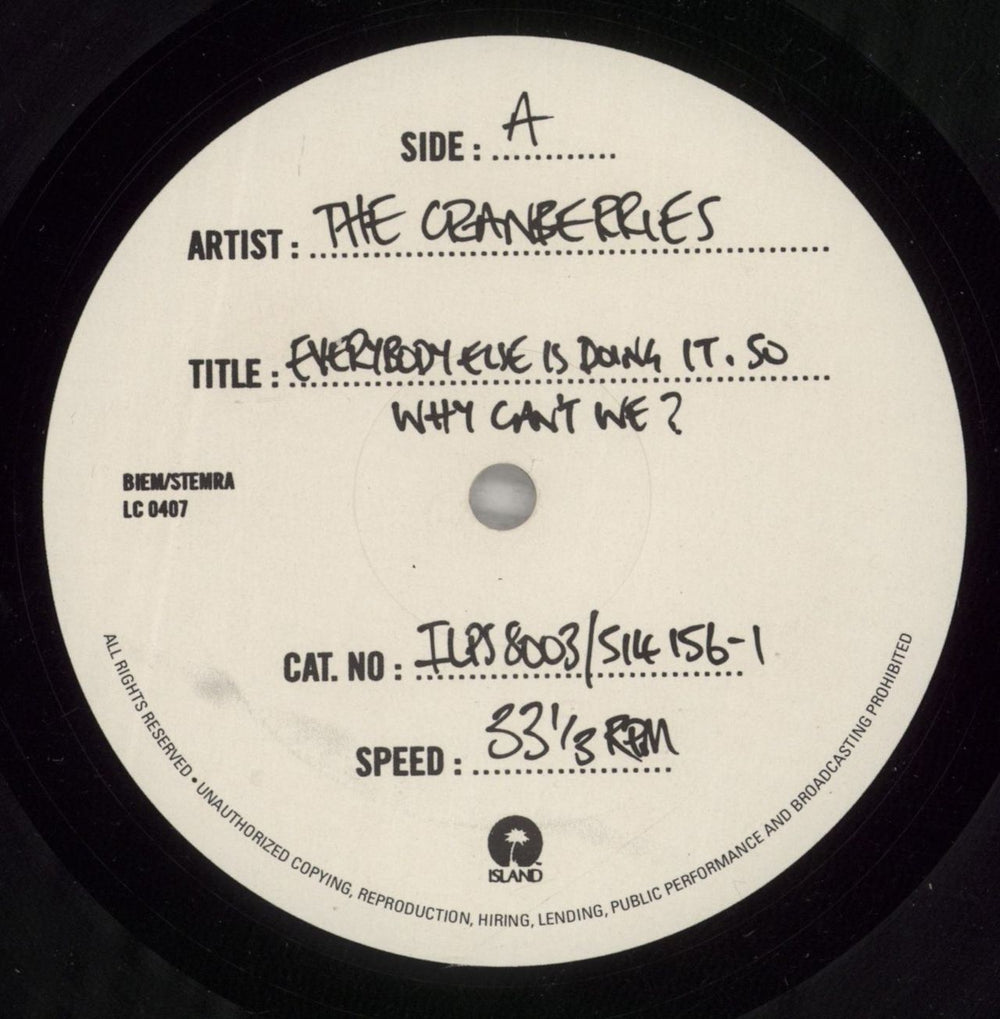 SIDE : A
ARTIST : THE CRANBERRIES
TITLE : EVERYBODY ELSE IS DOING IT. SO
WHY CAN'T WE ?
BIEM/STEMRA
LC 0407
CAT. NO : ILPS 8003/514 156-1
SPEED : 33 1/3 RPM
ISLAND
ALL RIGHTS RESERVED • UNAUTHORIZED COPYING, REPRODUCTION, HIRING, LENDING, PUBLIC PERFORMANCE AND BROADCASTING PROHIBITED